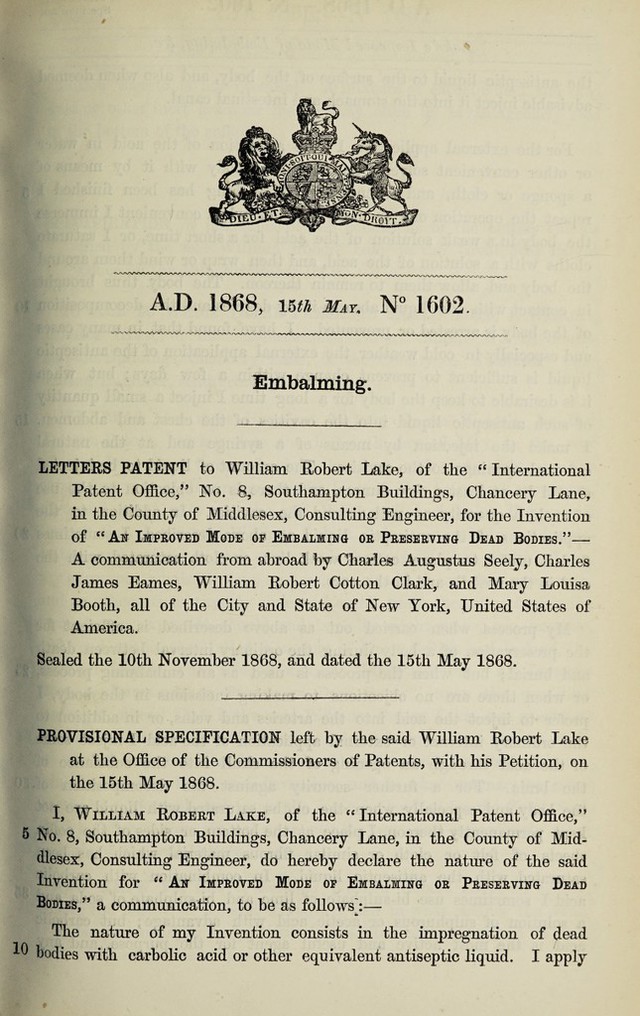 HONI SOIT QUI MAL Y PENSE
DIEU ET MON DROIT.
A.D. 1868, 15th MAY. N° 1602.
Embalming.
LETTERS PATENT to William Robert Lake, of the “International
Patent Office,” No. 8, Southampton Buildings, Chancery Lane,
in the County of Middlesex, Consulting Engineer, for the Invention
of “AN IMPROVED MODE OF EMBALMING OR PRESERVING DEAD BODIES.”—
A communication from abroad by Charles Augustus Seely, Charles
James Eames, William Robert Cotton Clark, and Mary Louisa
Booth, all of the City and State of New York, United States of
America.
Sealed the 10th November 1868, and dated the 15th May 1868.
PROVISIONAL SPECIFICATION left by the said William Robert Lake
at the Office of the Commissioners of Patents, with his Petition, on
the 15th May 1868.
I, WILLIAM ROBERT LAKE, of the “International Patent Office,”
5 No. 8, Southampton Buildings, Chancery Lane, in the County of Mid-
dlesex, Consulting Engineer, do hereby declare the nature of the said
Invention for “AN IMPROVED MODE OF EMBALMING OR PRESERVING DEAD
BODIES,” a communication, to be as follows:—
The nature of my Invention consists in the impregnation of dead
10 bodies with carbolic acid or other equivalent antiseptic liquid. I apply